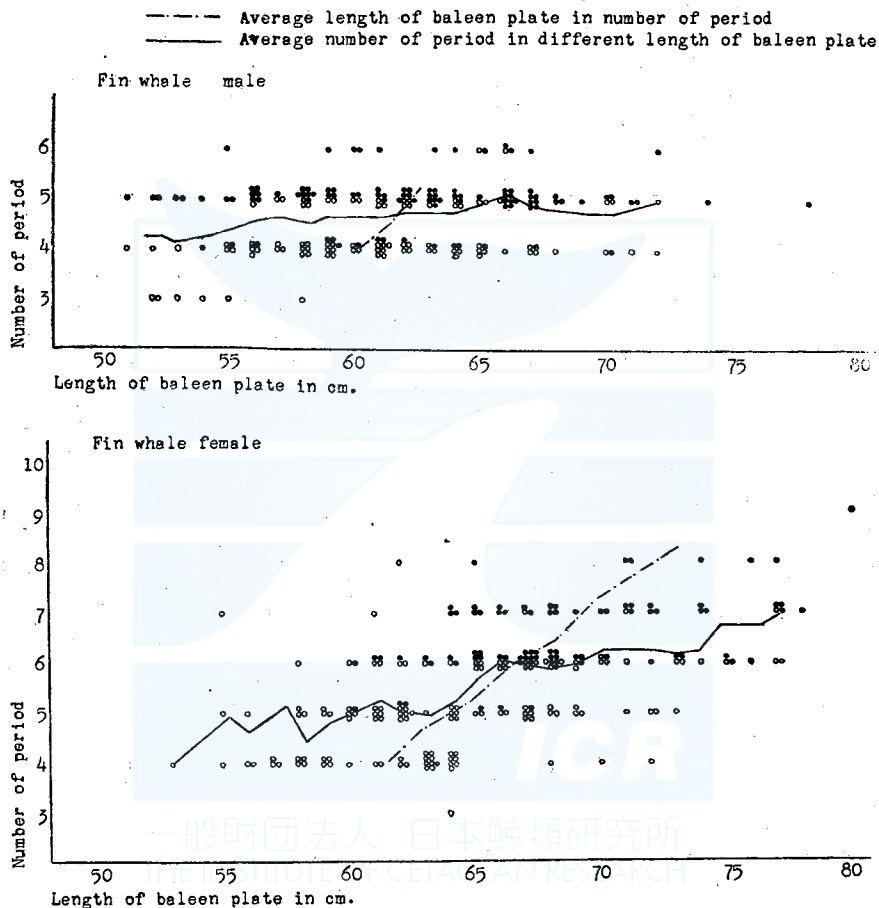 Average length of baleen plate in number of period
Average number of period in different length of baleen plate
Fin whale male
Number of period
6
5
4
3
50 55 60 65 70 75 80
Length of baleen plate in cm.
Fin whale female
Number of period
10
9
8
7
6
5
4
3
50 55 60 65 70 75 80
Length of baleen plate in cm.
ICR
一般財団法人 日本鯨類研究所
THE INSTITUTE OF CETACEAN RESEARCH